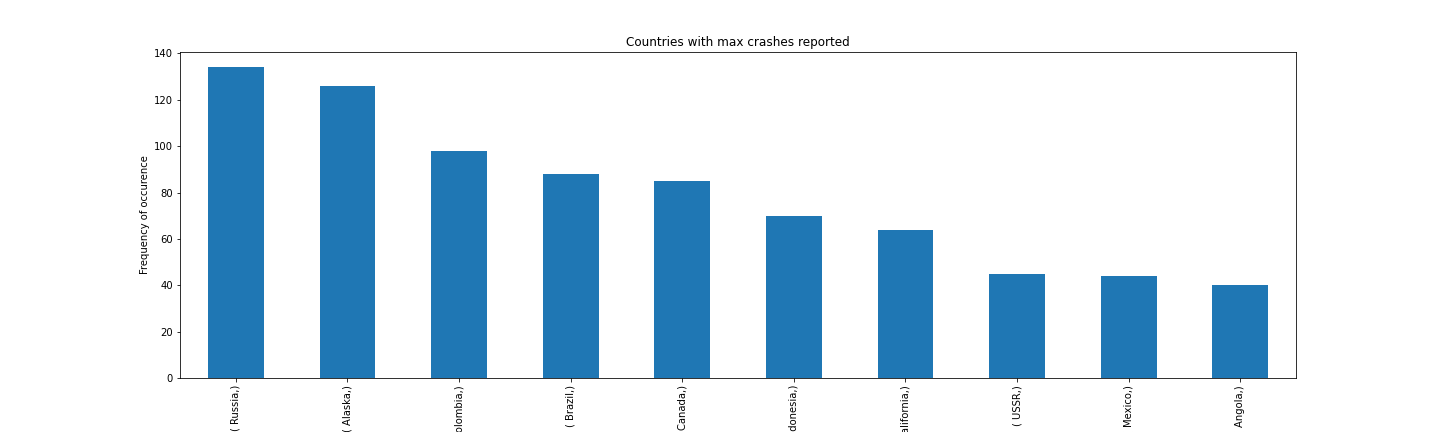 Countries with max crashes reported
140
120
100
80
60
40
20
0
Frequency of occurence
( Russia,)
( Alaska,)
olombia,)
( Brazil,)
Canada,)
donesia,)
alifornia,)
( USSR,)
Mexico,)
Angola,)